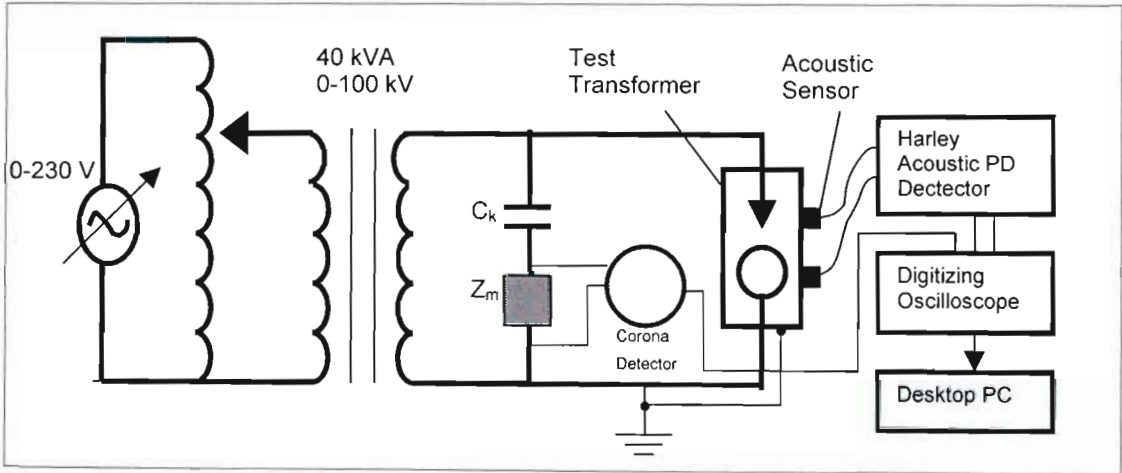 0-230 V
40 kVA
0-100 kV
Ck
Zm
Corona
Detector
Test
Transformer
Acoustic
Sensor
Harley
Acoustic PD
Dectector
Digitizing
Oscilloscope
Desktop PC